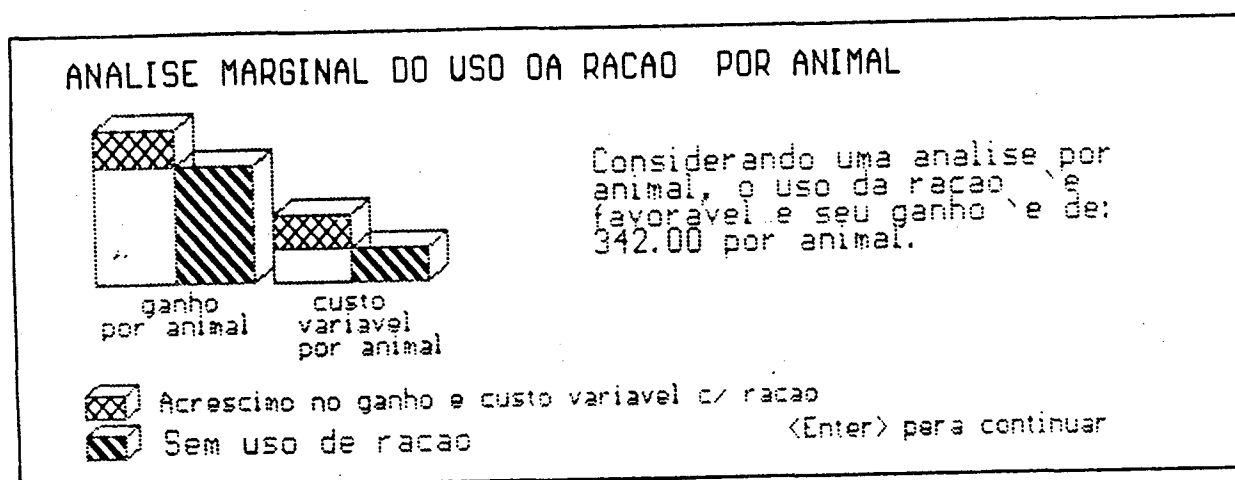 ANALISE MARGINAL DO USO DA RACAO POR ANIMAL
Considerando uma analise por
animal, o uso da racao `e
favoravel e seu ganho `e de:
342.00 por animal.
ganho
por animal
custo
variavel
por animal
Acrescimo no ganho e custo variavel c/ racao
Sem uso de racao
<Enter> para continuar